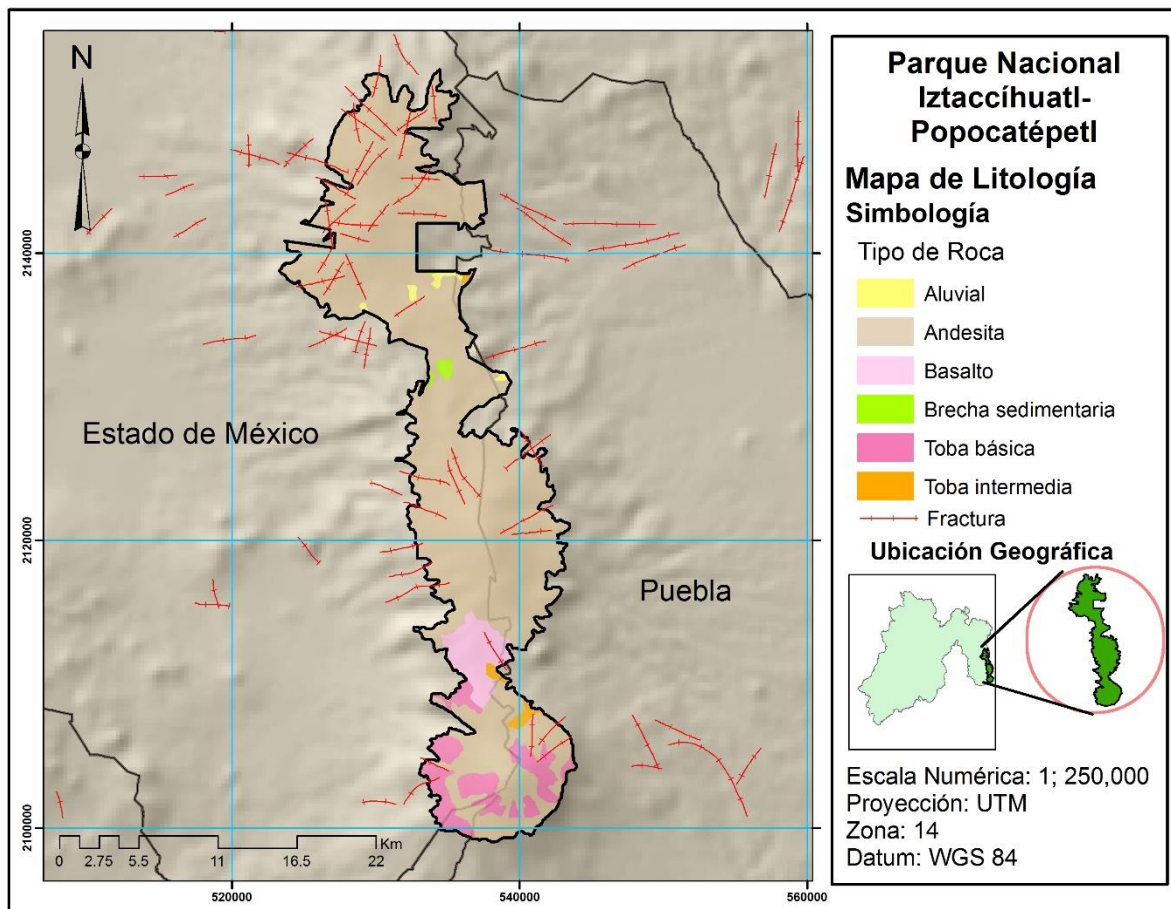 N
Estado de México
Puebla
2140000
2120000
2100000
520000
540000
560000
0
2.75
5.5
11
16.5
22
Km
Parque Nacional
Iztaccíhuatl-
Popocatépetl
Mapa de Litología
Simbología
Tipo de Roca
Aluvial
Andesita
Basalto
Brecha sedimentaria
Toba básica
Toba intermedia
Fractura
Ubicación Geográfica
Escala Numérica: 1; 250,000
Proyección: UTM
Zona: 14
Datum: WGS 84